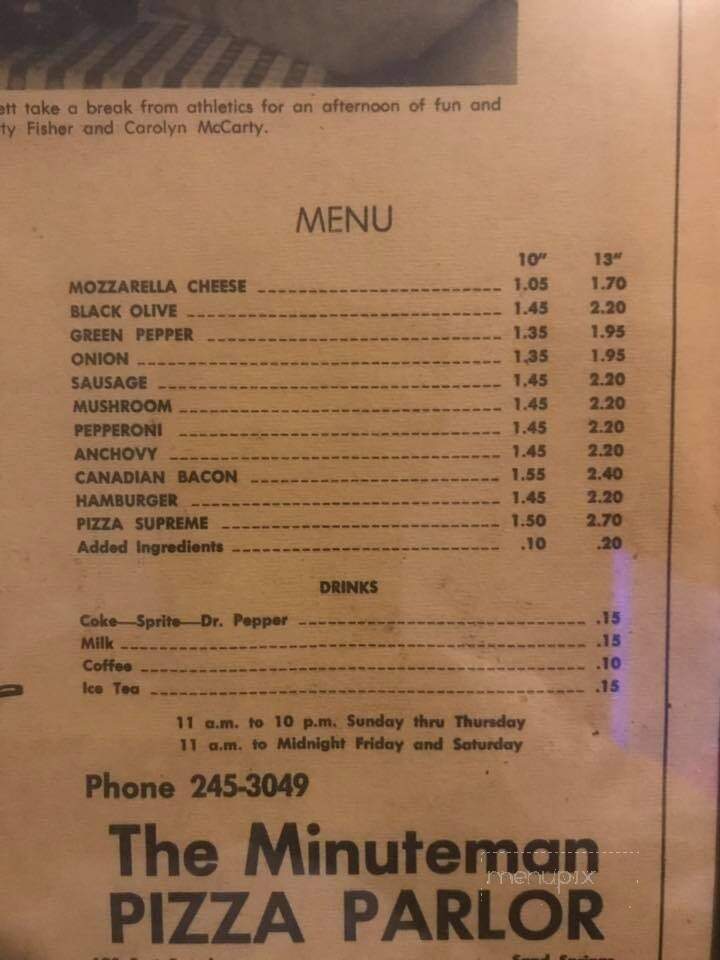 ett take a break from athletics for an afternoon of fun and
ty Fisher and Carolyn McCarty.
MENU
10" 13"
MOZZARELLA CHEESE 1.05 1.70
BLACK OLIVE 1.45 2.20
GREEN PEPPER 1.35 1.95
ONION 1.35 1.95
SAUSAGE 1.45 2.20
MUSHROOM 1.45 2.20
PEPPERONI 1.45 2.20
ANCHOVY 1.45 2.20
CANADIAN BACON 1.55 2.40
HAMBURGER 1.45 2.20
PIZZA SUPREME 1.50 2.70
Added Ingredients .10 .20
DRINKS
Coke—Sprite—Dr. Pepper .15
Milk .15
Coffee .10
Ice Tea .15
11 a.m. to 10 p.m. Sunday thru Thursday
11 a.m. to Midnight Friday and Saturday
Phone 245-3049
The Minuteman
menupix
PIZZA PARLOR
Sand Springs